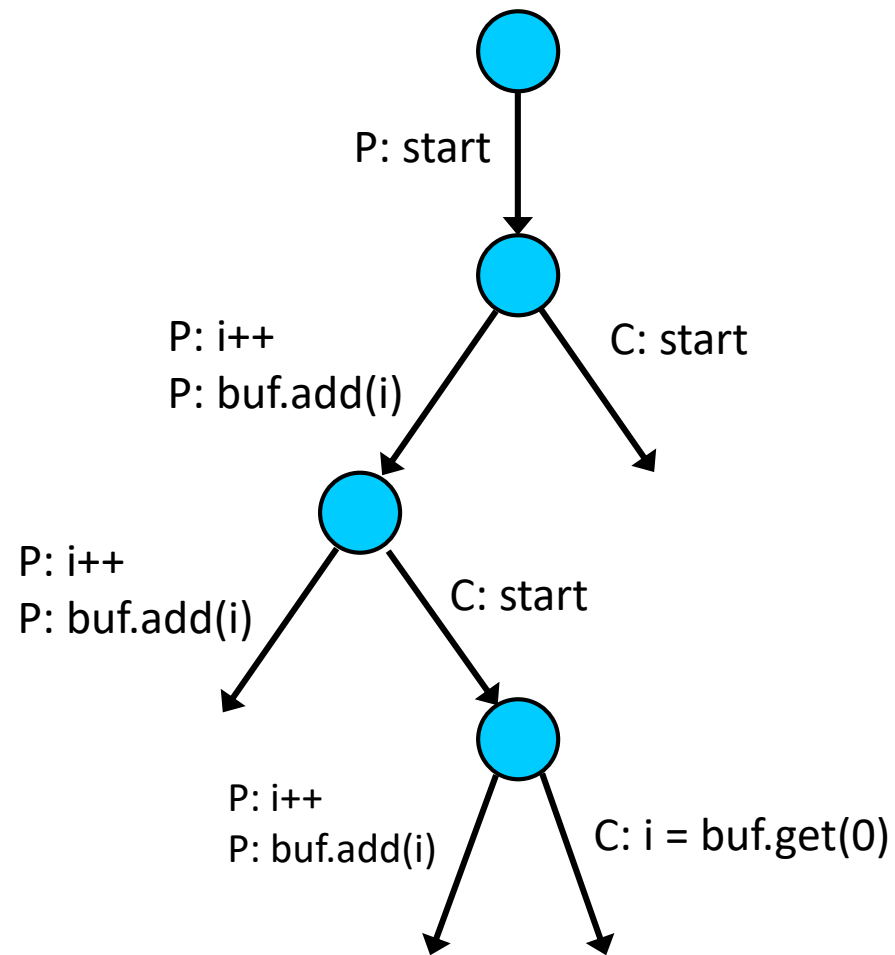 P: start
P: i++
P: buf.add(i)
C: start
P: i++
P: buf.add(i)
C: start
P: i++
P: buf.add(i)
C: i = buf.get(0)